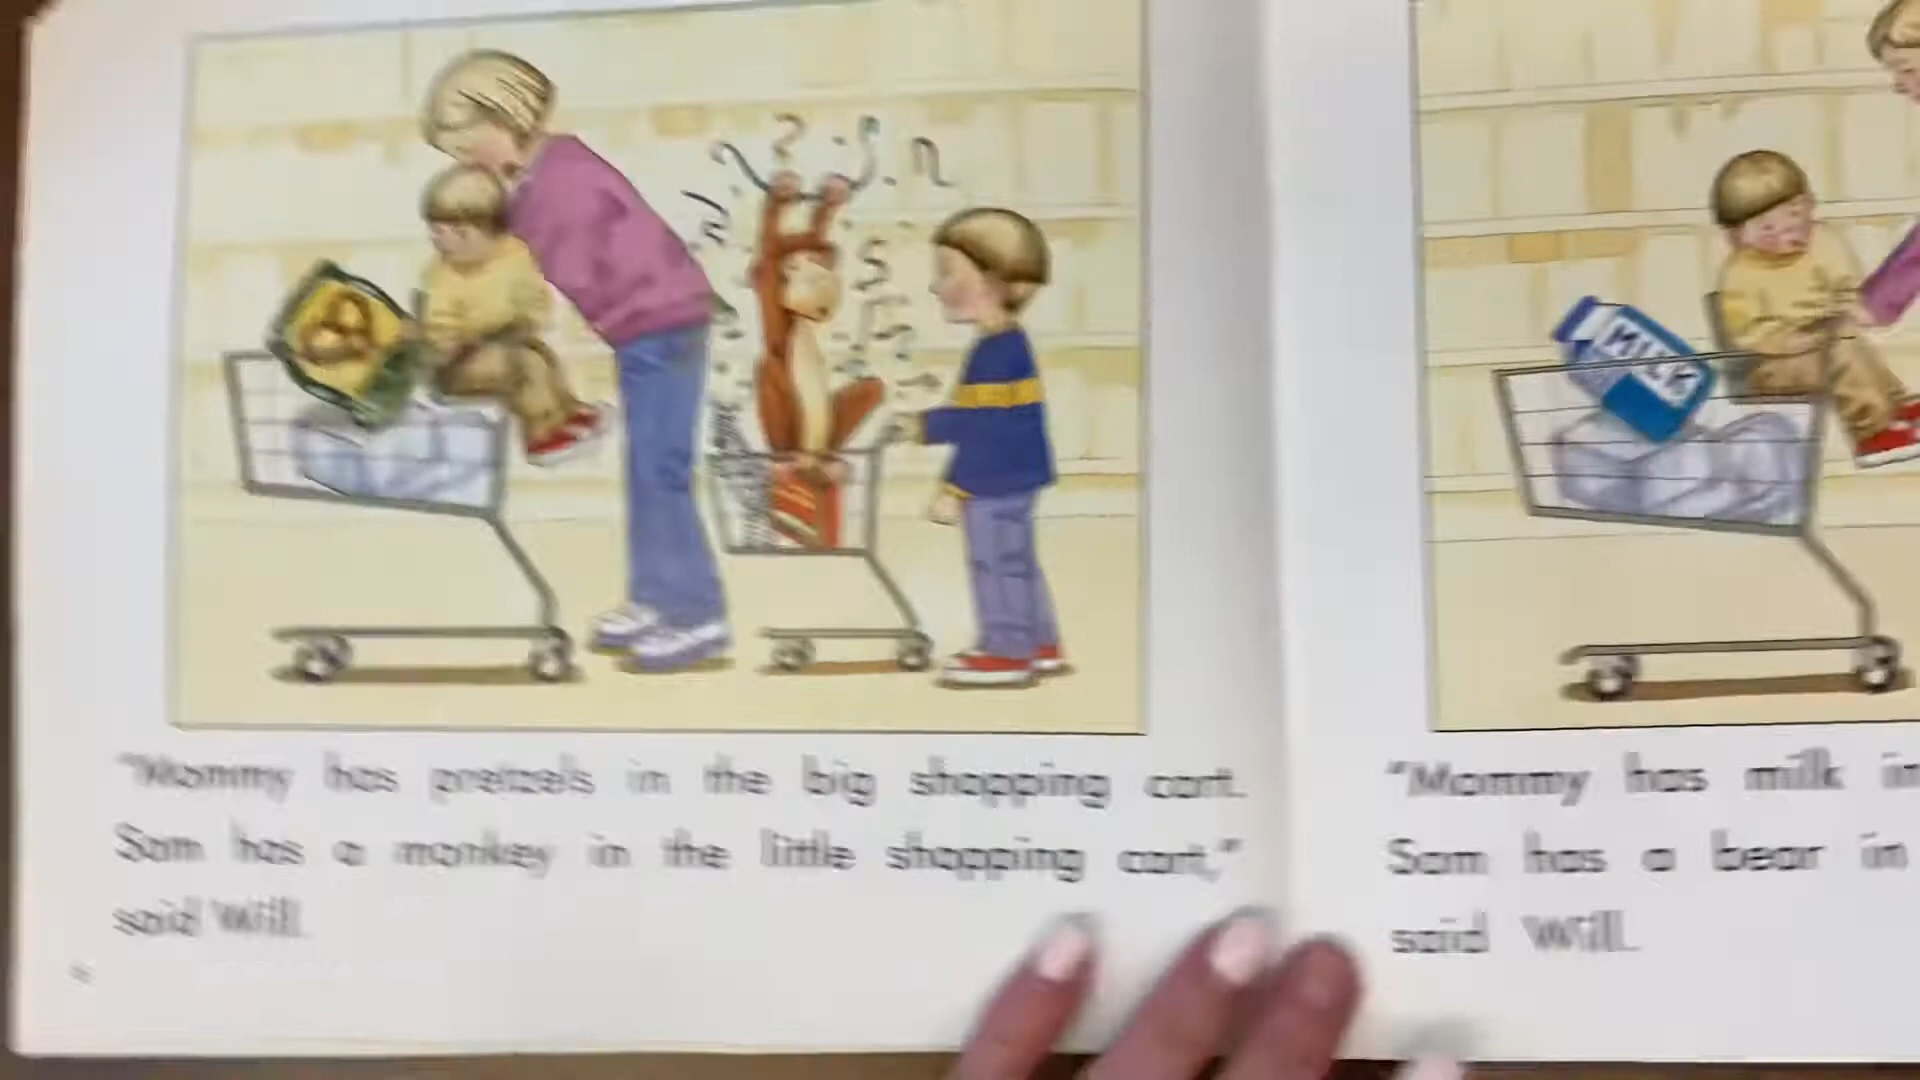 "Mommy has pretzels in the big shopping cart.
Sam has a monkey in the little shopping cart,"
said Will.
MILK
"Mommy has milk in
Sam has a bear in
said Will.